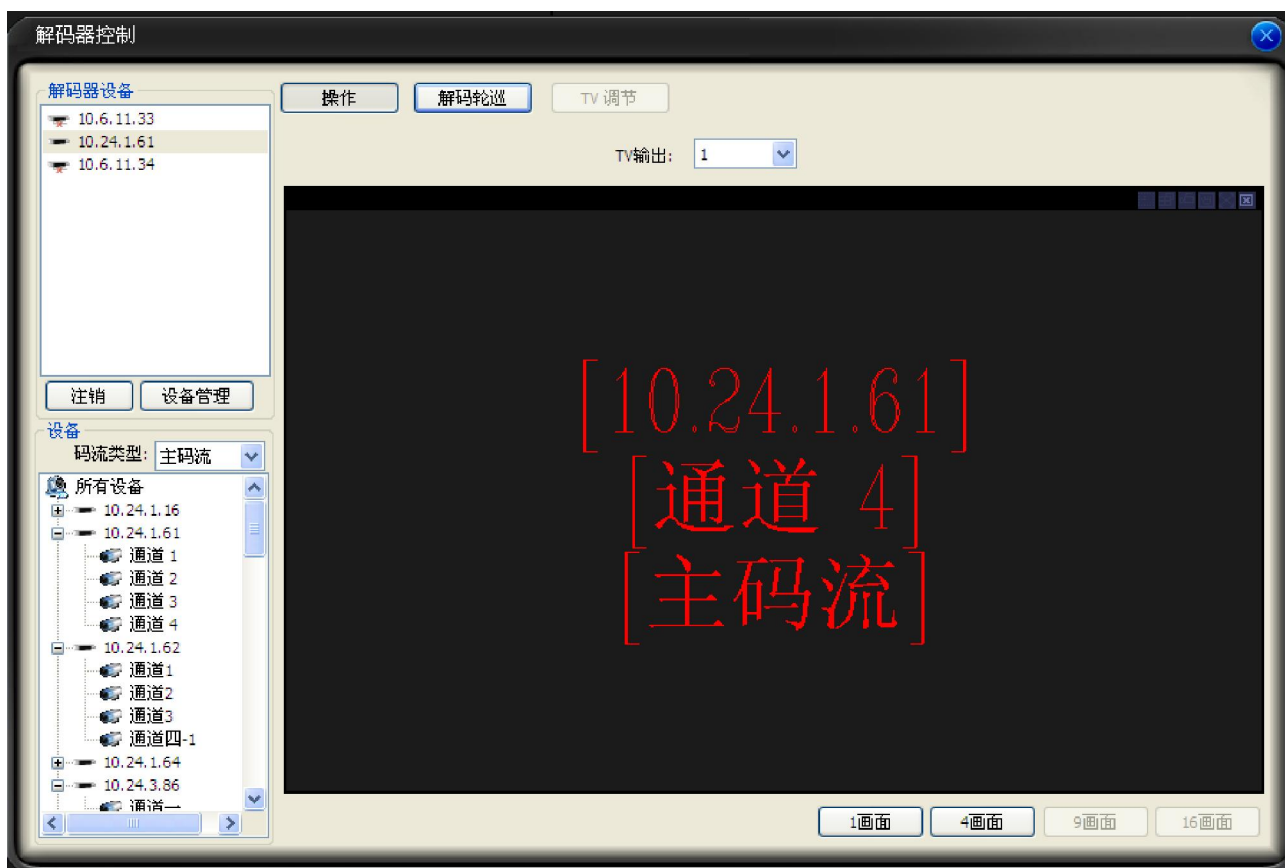 解码器控制
解码器设备
10.6.11.33
10.24.1.61
10.6.11.34
注销 设备管理
设备
码流类型: 主码流
所有设备
10.24.1.16
10.24.1.61
通道 1
通道 2
通道 3
通道 4
10.24.1.62
通道1
通道2
通道3
通道四-1
10.24.1.64
10.24.3.86
通道一
操作 解码轮巡 TV 调节
TV输出: 1
[10.24.1.61]
[通道 4]
[主码流]
1画面 4画面 9画面 16画面